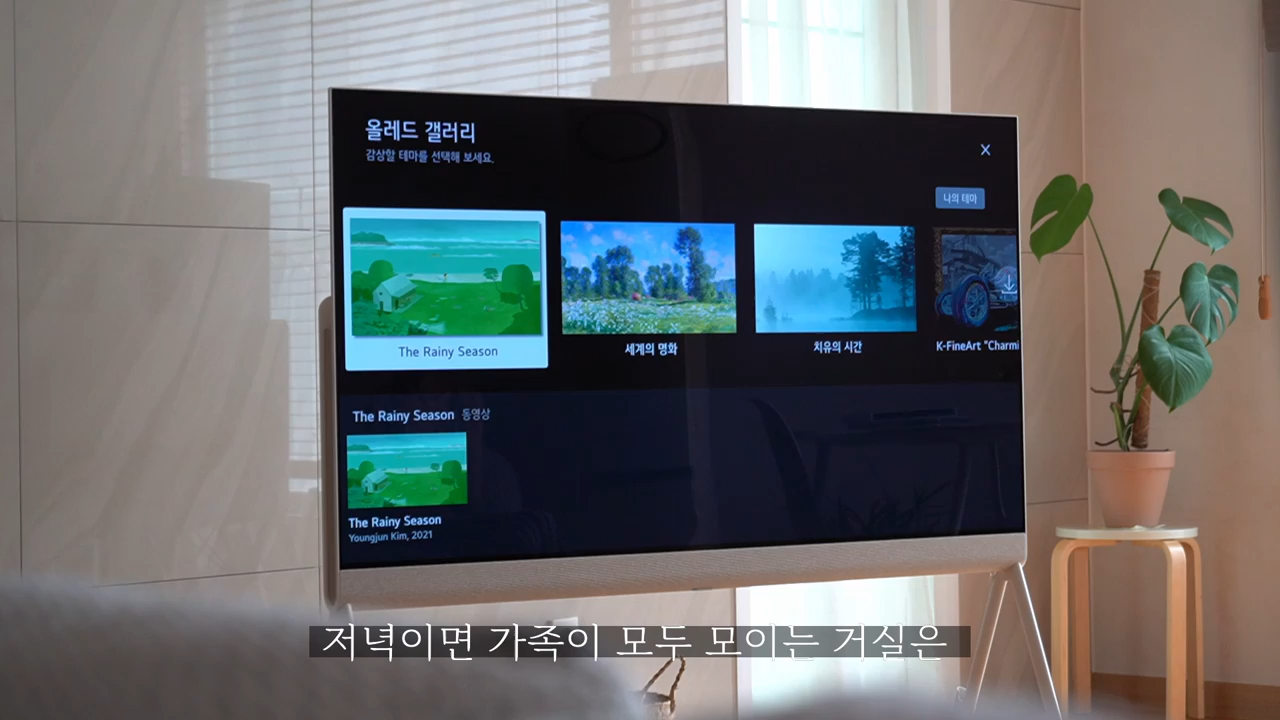 올레드 갤러리
감상할 테마를 선택해 보세요.
X
나의 테마
The Rainy Season
세계의 명화
치유의 시간
K-FineArt "Charmi
The Rainy Season 동영상
The Rainy Season
Youngjun Kim, 2021
저녁이면 가족이 모두 모이는 거실은